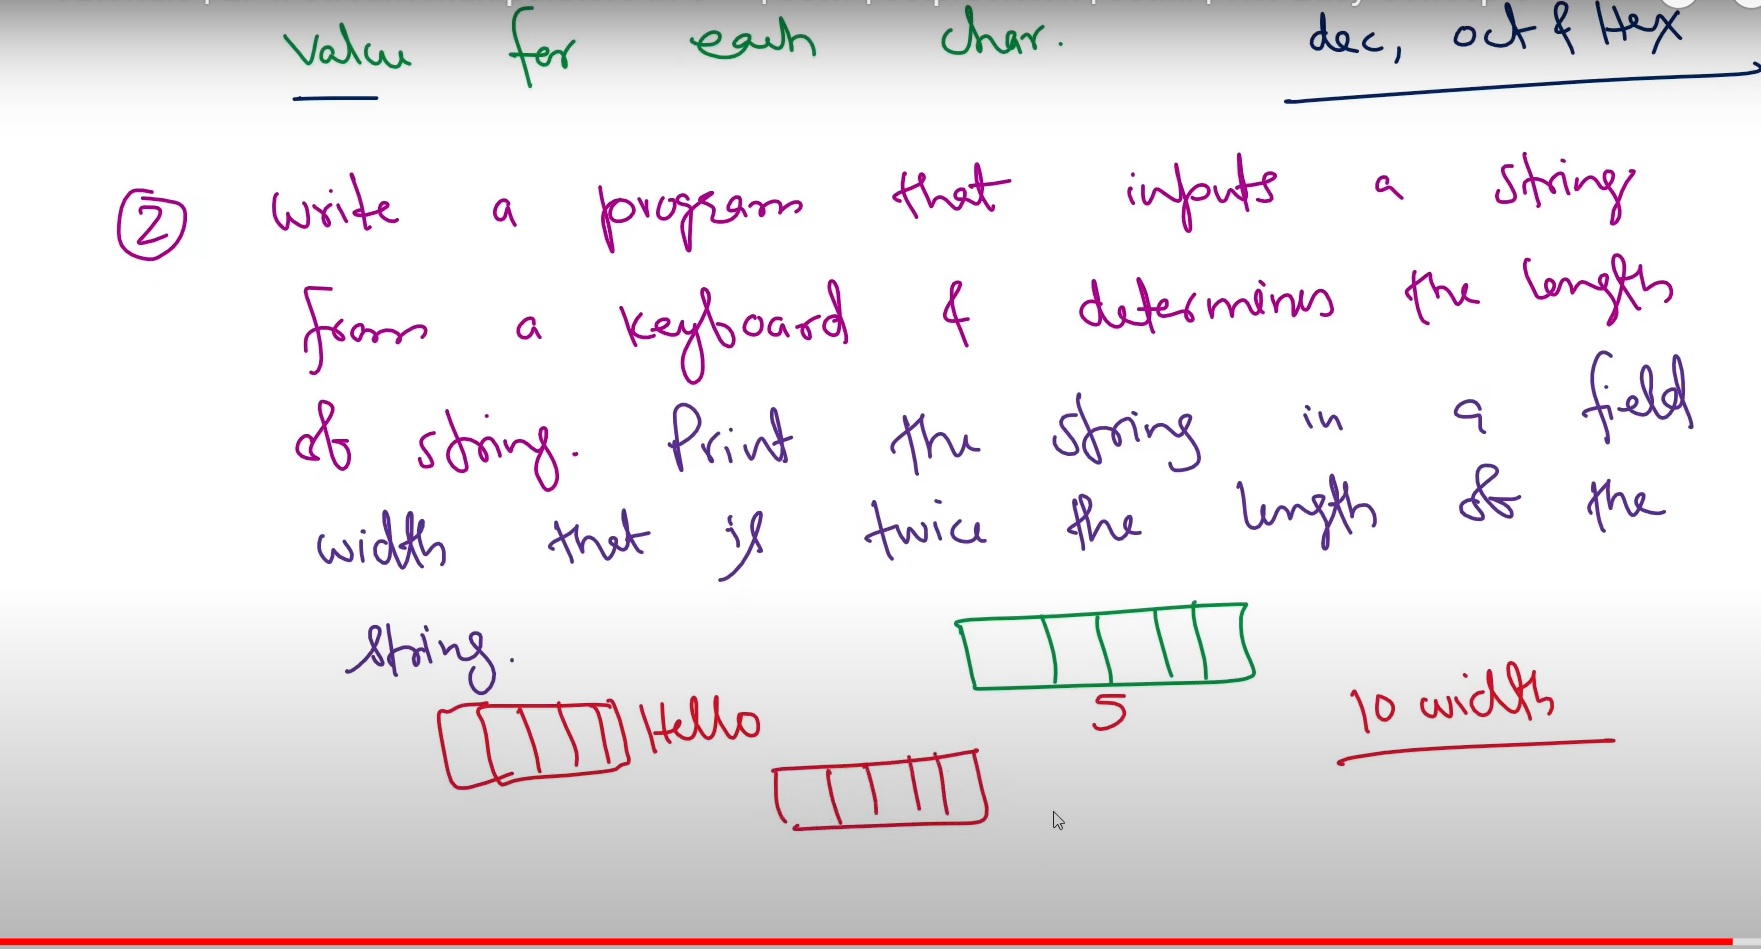 value for each char. dec, oct & Hex
② Write a program that inputs a string
from a keyboard & determines the length
of string. Print the string in a field
width that is twice the length of the
string.
5
Hello
10 width